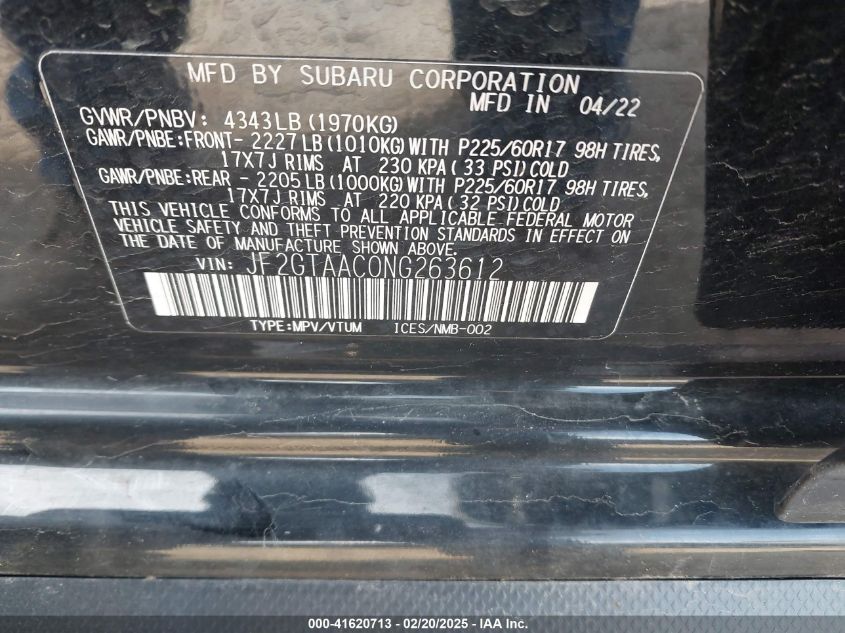 MFD BY SUBARU CORPORATION
MFD IN 04/22
GVWR/PNBV: 4343LB(1970KG)
GAWR/PNBE:FRONT- 2227LB(1010KG)WITH P225/60R17 98H TIRES,
17X7J RIMS AT 230 KPA(33 PSI)COLD
GAWR/PNBE:REAR - 2205LB(1000KG)WITH P225/60R17 98H TIRES,
17X7J RIMS AT 220 KPA(32 PSI)COLD
THIS VEHICLE CONFORMS TO ALL APPLICABLE FEDERAL MOTOR
VEHICLE SAFETY AND THEFT PREVENTION STANDARDS IN EFFECT ON
THE DATE OF MANUFACTURE SHOWN ABOVE.
VIN: JF2GTAAC0NG263612
TYPE:MPV/VTUM ICES/NMB-002
000-41620713 - 02/20/2025 - IAA Inc.